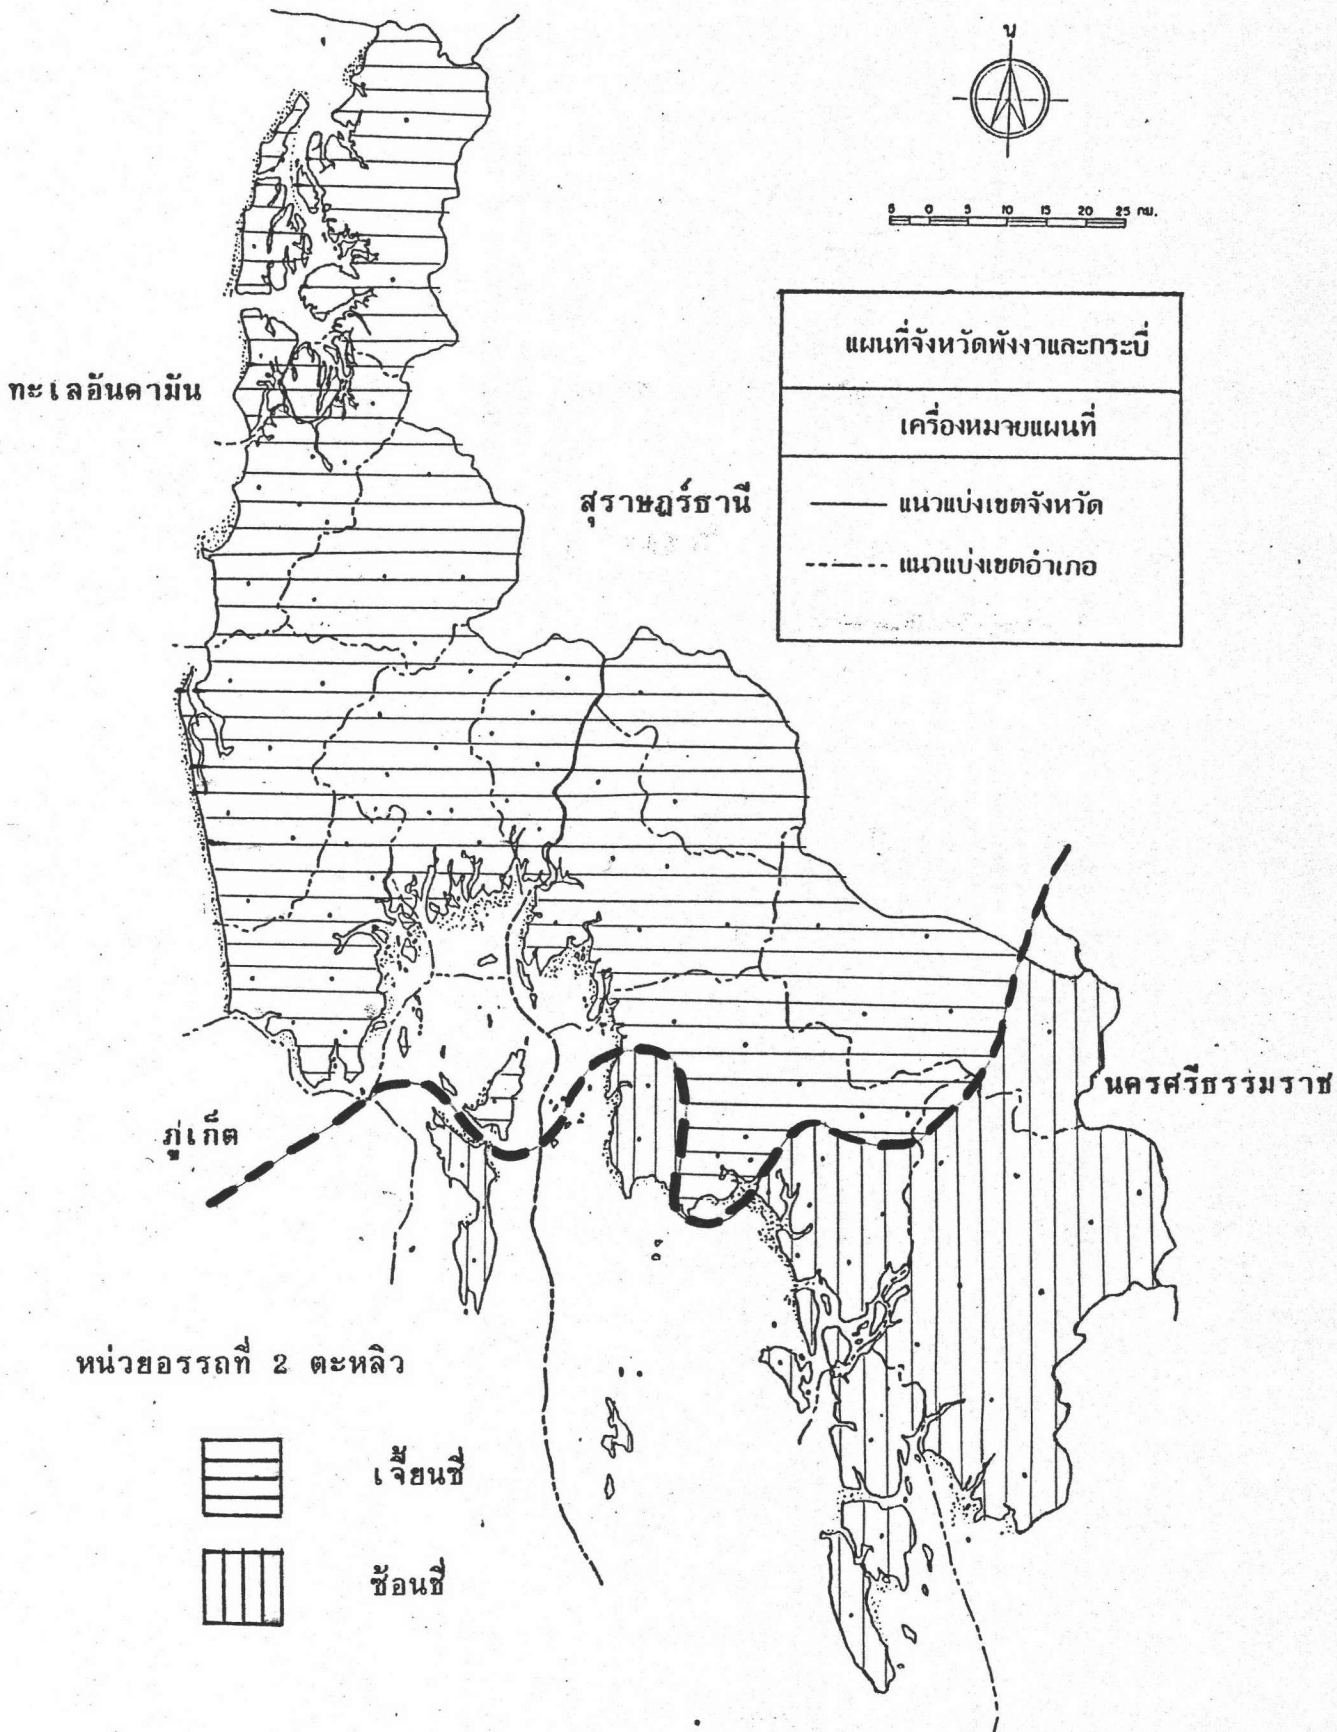 น
5 0 5 10 15 20 25 กม.
แผนที่จังหวัดพังงาและกระบี่
เครื่องหมายแผนที่
แนวแบ่งเขตจังหวัด
แนวแบ่งเขตอำเภอ
ทะเลอันดามัน
สุราษฎร์ธานี
นครศรีธรรมราช
ภู่เก็ต
หน่วยอรรถที่ 2 ตะหลิว
เจี้ยนชี่
ช้อนชี่